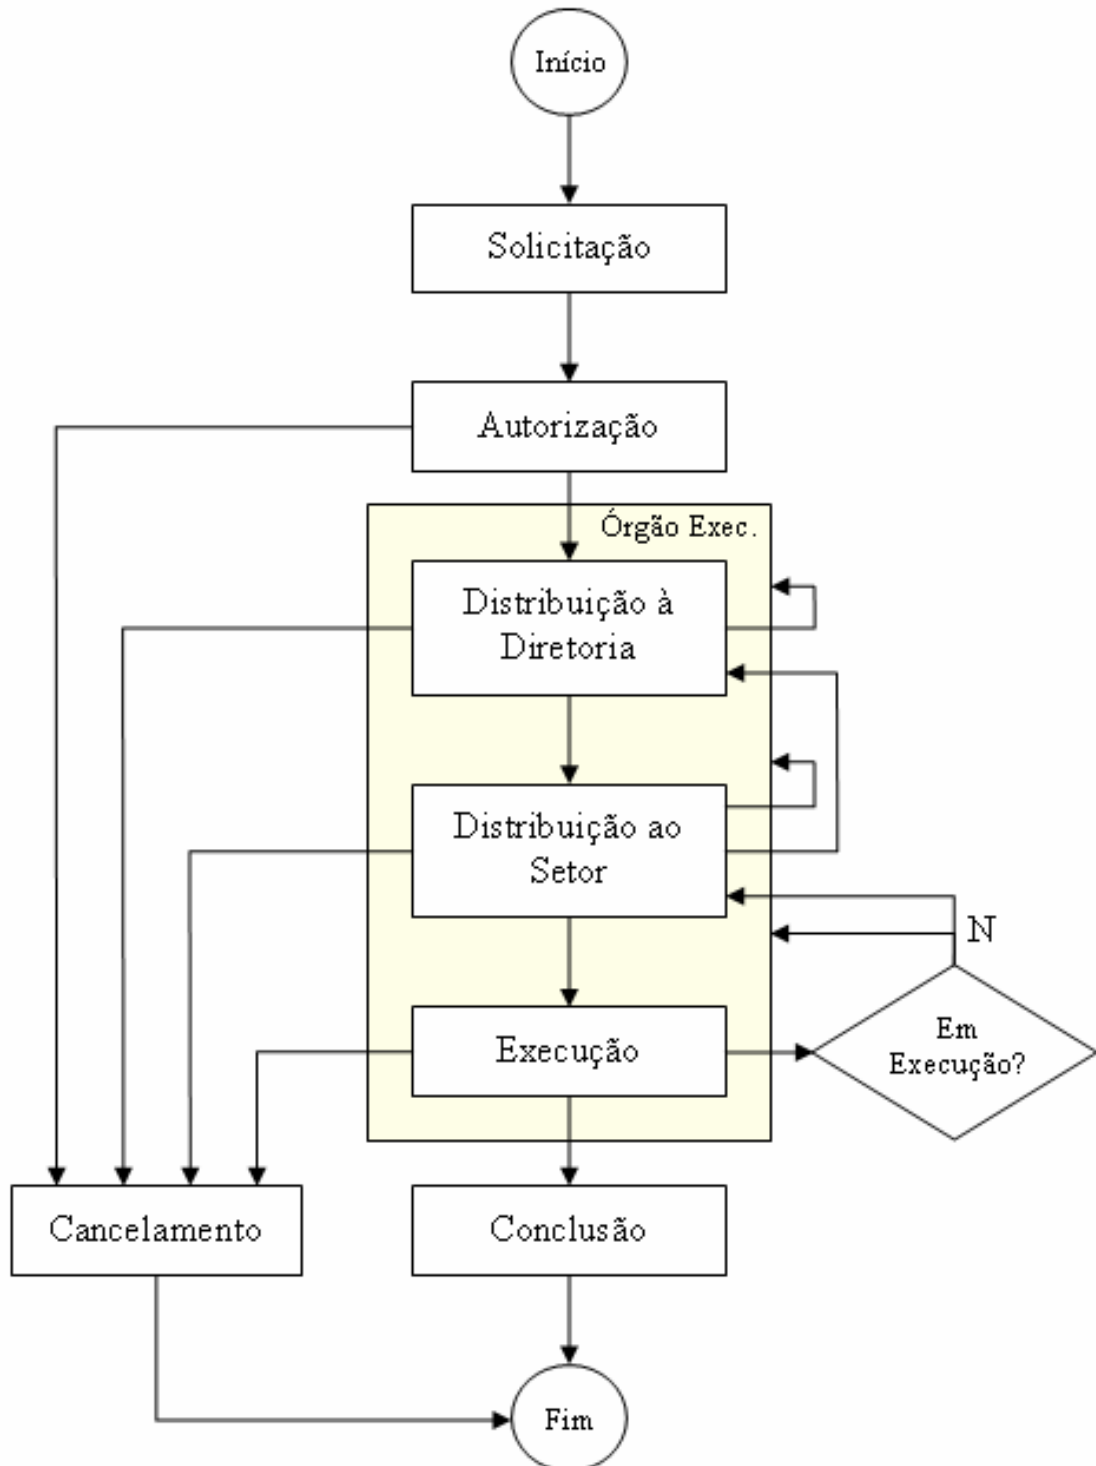 Início
Solicitação
Autorização
Órgão Exec.
Distribuição à
Diretoria
Distribuição ao
Setor
N
Execução
Em
Execução?
Cancelamento
Conclusão
Fim